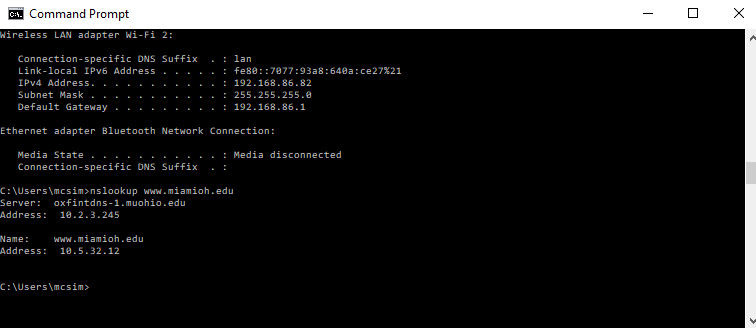 Command Prompt
Wireless LAN adapter Wi-Fi 2:
Connection-specific DNS Suffix  . : lan
Link-local IPv6 Address . . . . . : fe80::7077:93a8:640a:ce27%21
IPv4 Address. . . . . . . . . . . : 192.168.86.82
Subnet Mask . . . . . . . . . . . : 255.255.255.0
Default Gateway . . . . . . . . . : 192.168.86.1
Ethernet adapter Bluetooth Network Connection:
Media State . . . . . . . . . . . : Media disconnected
Connection-specific DNS Suffix  . :
C:\Users\mcsim>nslookup www.miamioh.edu
Server:  oxfintdns-1.muohio.edu
Address:  10.2.3.245
Name:    www.miamioh.edu
Address:  10.5.32.12
C:\Users\mcsim>